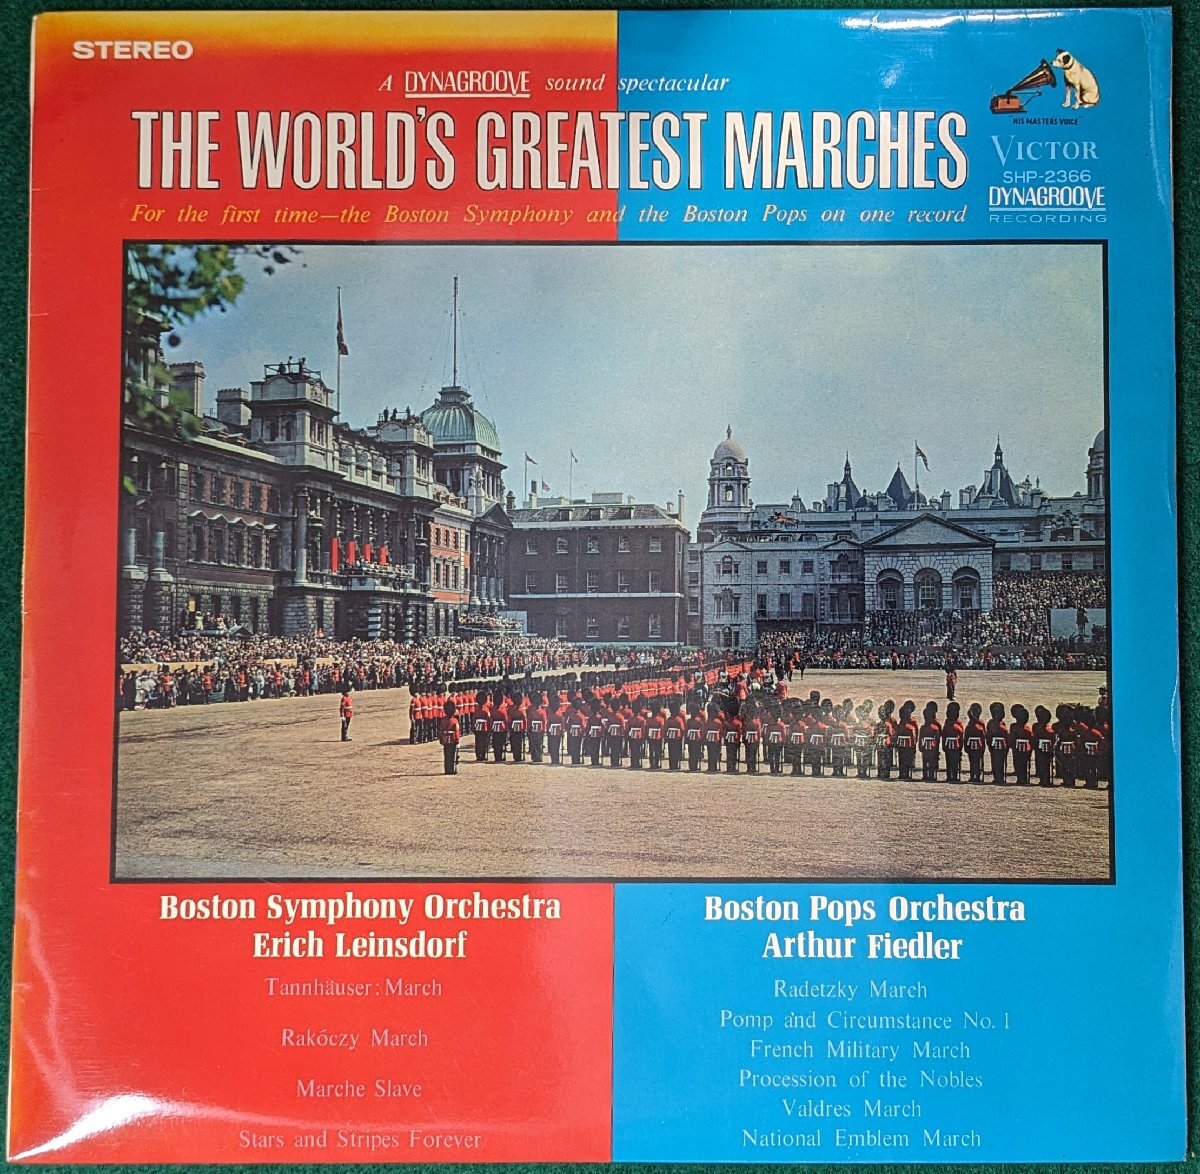 STEREO
A DYNAGROOVE sound spectacular
THE WORLD'S GREATEST MARCHES
For the first time—the Boston Symphony and the Boston Pops on one record
"HIS MASTERS VOICE"
VICTOR
SHP-2366
DYNAGROOVE
RECORDING
Boston Symphony Orchestra
Erich Leinsdorf
Tannhäuser: March
Rakóczy March
Marche Slave
Stars and Stripes Forever
Boston Pops Orchestra
Arthur Fiedler
Radetzky March
Pomp and Circumstance No. 1
French Military March
Procession of the Nobles
Valdres March
National Emblem March